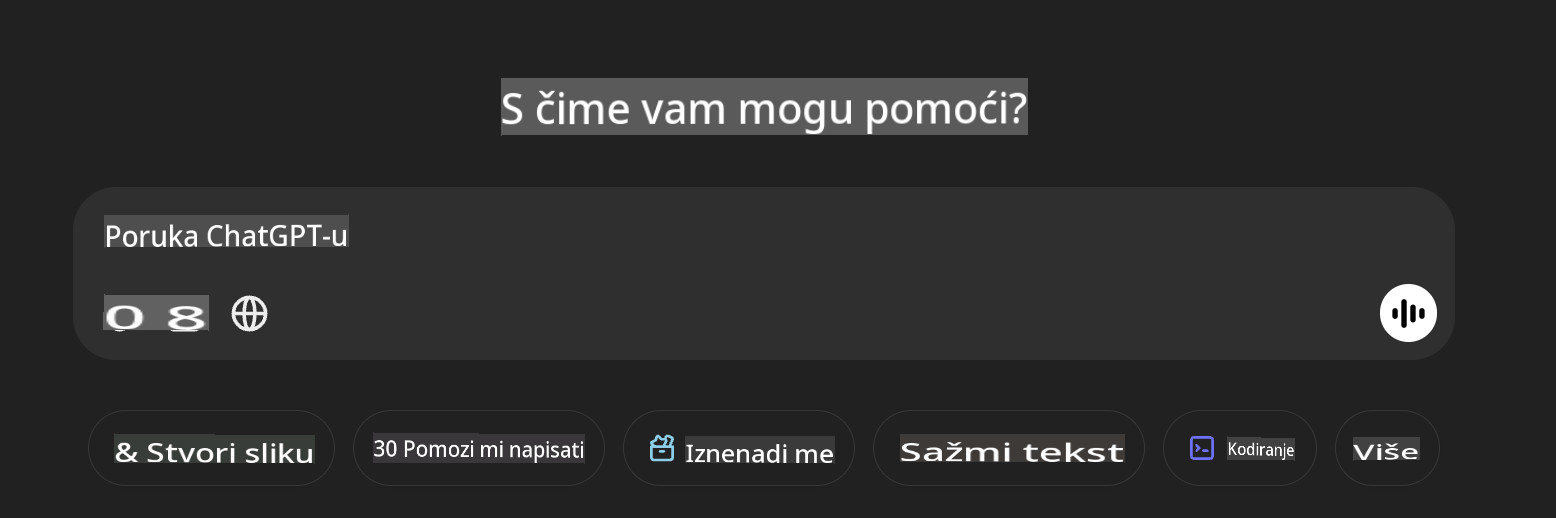 S čime vam mogu pomoći?
Poruka ChatGPT-u
0 8
& Stvori sliku
30 Pomozi mi napisati
Iznenadi me
Sažmi tekst
Kodiranje
Više